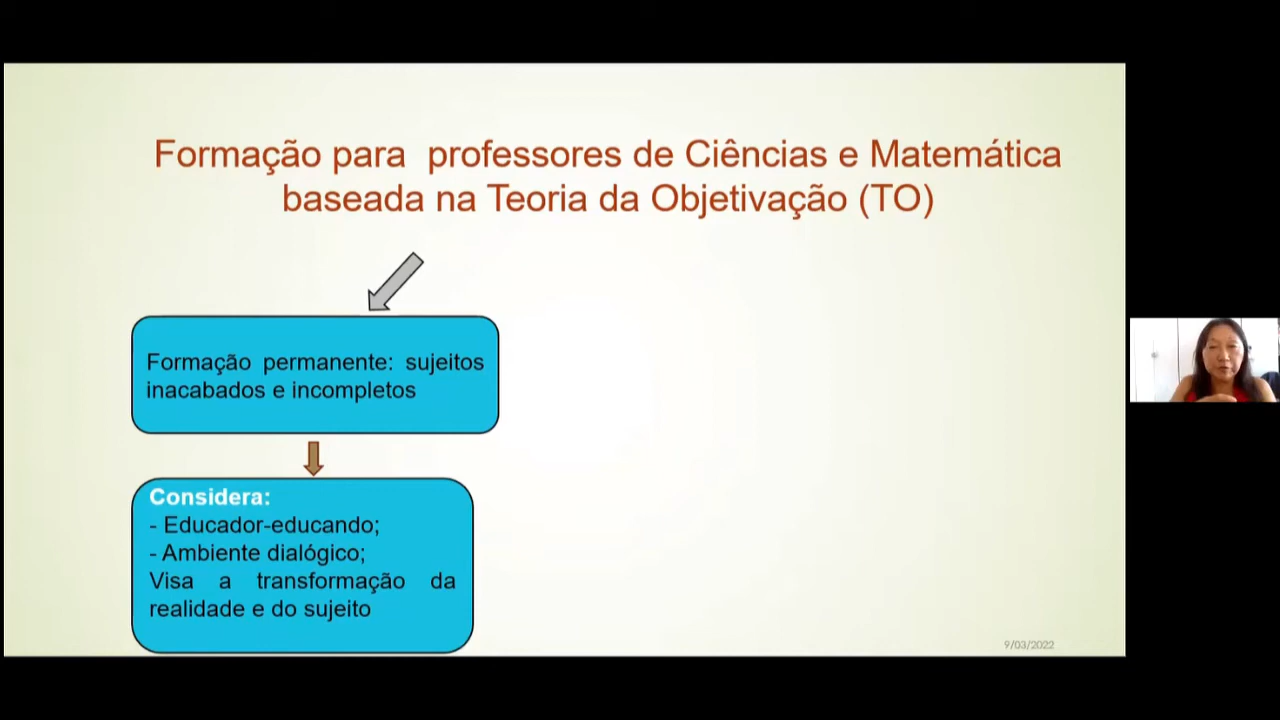 Formação para professores de Ciências e Matemática
baseada na Teoria da Objetivação (TO)
Formação permanente: sujeitos
inacabados e incompletos
Considera:
- Educador-educando;
- Ambiente dialógico;
Visa a transformação da
realidade e do sujeito
9/03/2022